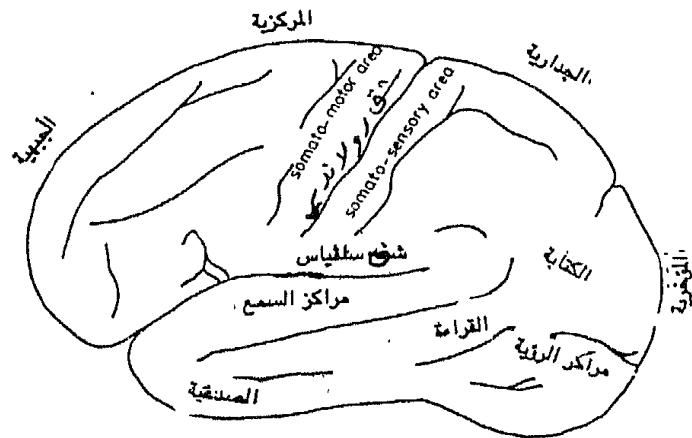 المركزية
الجدارية
الجبهية
somato-motor area
شق رولاندو
somato-sensory area
شق سلفياس
الكتابة
مراكز السمع
القراءة
مراكز الرؤية
الصدغية